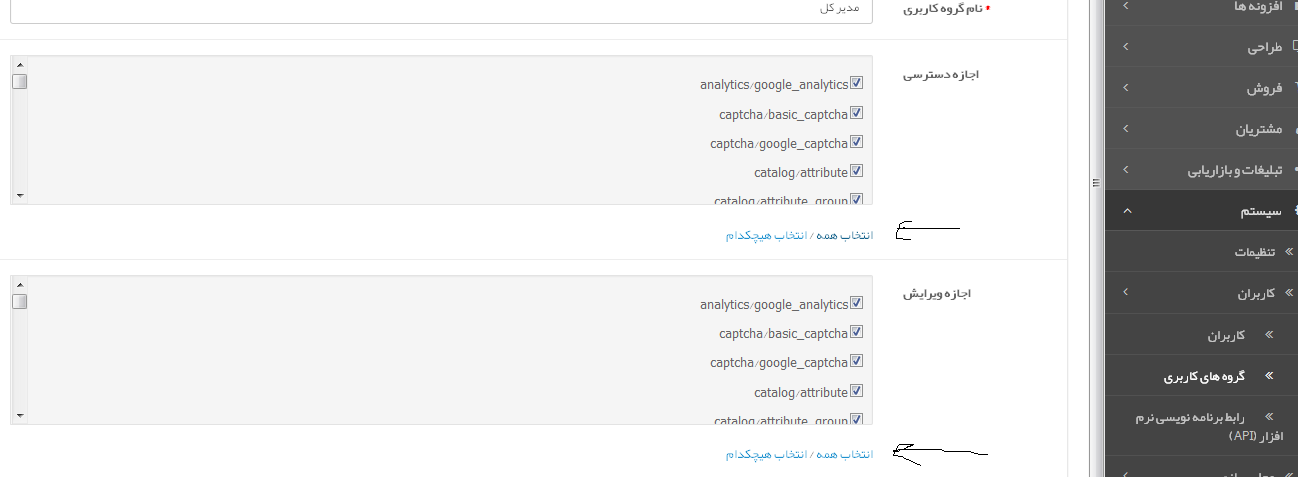 افزونه ها
طراحی
فروش
مشتریان
تبلیغات و بازاریابی
سیستم
تنظیمات
کاربران
کاربران
گروه های کاربری
رابط برنامه نویسی نرم
افزار (API)
* نام گروه کاربری
مدیر کل
اجازه دسترسی
analytics/google_analytics
captcha/basic_captcha
captcha/google_captcha
catalog/attribute
catalog/attribute_group
انتخاب همه / انتخاب هیچکدام
اجازه ویرایش
analytics/google_analytics
captcha/basic_captcha
captcha/google_captcha
catalog/attribute
catalog/attribute_group
انتخاب همه / انتخاب هیچکدام